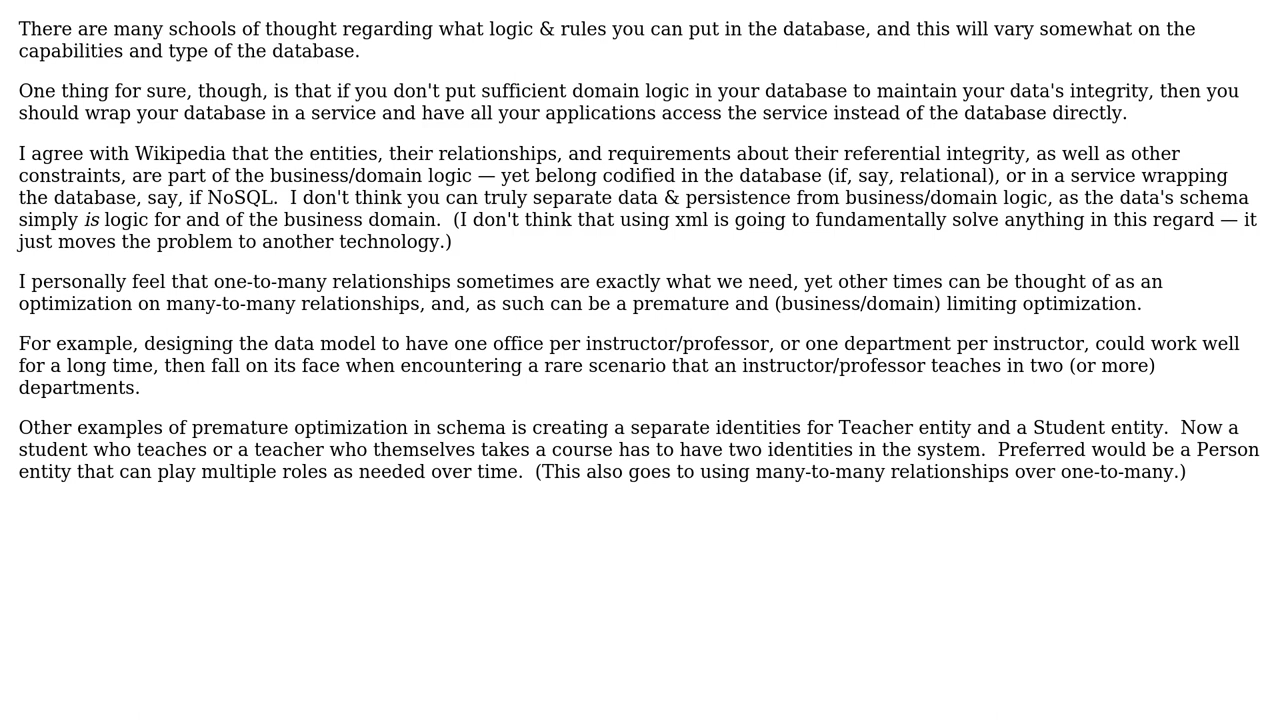 There are many schools of thought regarding what logic & rules you can put in the database, and this will vary somewhat on the
capabilities and type of the database.
One thing for sure, though, is that if you don't put sufficient domain logic in your database to maintain your data's integrity, then you
should wrap your database in a service and have all your applications access the service instead of the database directly.
I agree with Wikipedia that the entities, their relationships, and requirements about their referential integrity, as well as other
constraints, are part of the business/domain logic — yet belong codified in the database (if, say, relational), or in a service wrapping
the database, say, if NoSQL.  I don't think you can truly separate data & persistence from business/domain logic, as the data's schema
simply is logic for and of the business domain.  (I don't think that using xml is going to fundamentally solve anything in this regard — it
just moves the problem to another technology.)
I personally feel that one-to-many relationships sometimes are exactly what we need, yet other times can be thought of as an
optimization on many-to-many relationships, and, as such can be a premature and (business/domain) limiting optimization.
For example, designing the data model to have one office per instructor/professor, or one department per instructor, could work well
for a long time, then fall on its face when encountering a rare scenario that an instructor/professor teaches in two (or more)
departments.
Other examples of premature optimization in schema is creating a separate identities for Teacher entity and a Student entity.  Now a
student who teaches or a teacher who themselves takes a course has to have two identities in the system.  Preferred would be a Person
entity that can play multiple roles as needed over time.  (This also goes to using many-to-many relationships over one-to-many.)